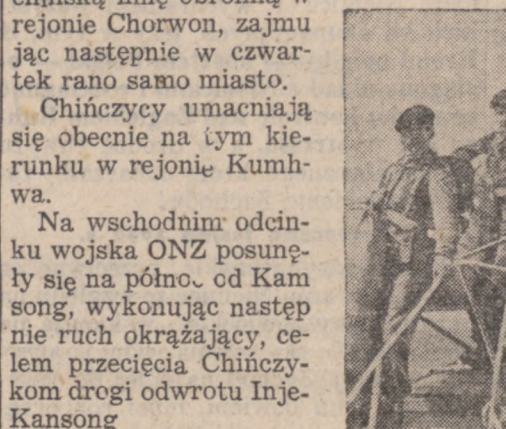 chińską linię obronną w
rejonie Chorwon, zajmu
jąc następnie w czwar-
tek rano samo miasto.
Chińczycy umacniają
się obecnie na tym kie-
runku w rejonie Kumh-
wa.
Na wschodnim odcin-
ku wojska ONZ posunę-
ły się na północ od Kam
song, wykonując następ
nie ruch okrążający, ce-
lem przecięcia Chińczy-
kom drogi odwrotu Inje-
Kansong